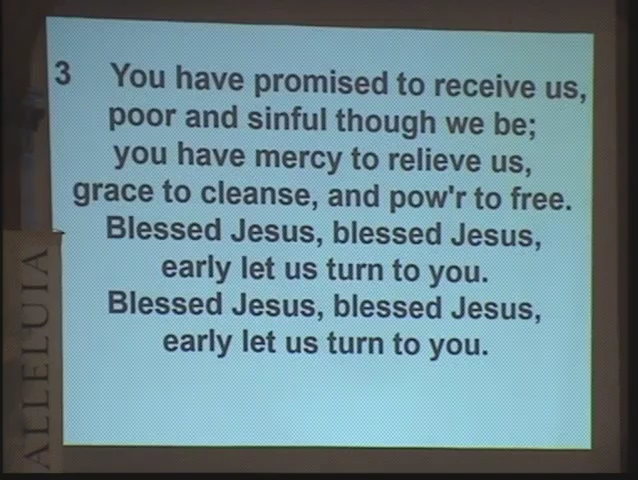 3 You have promised to receive us,
poor and sinful though we be;
you have mercy to relieve us,
grace to cleanse, and pow'r to free.
Blessed Jesus, blessed Jesus,
early let us turn to you.
Blessed Jesus, blessed Jesus,
early let us turn to you.
ALLELUIA